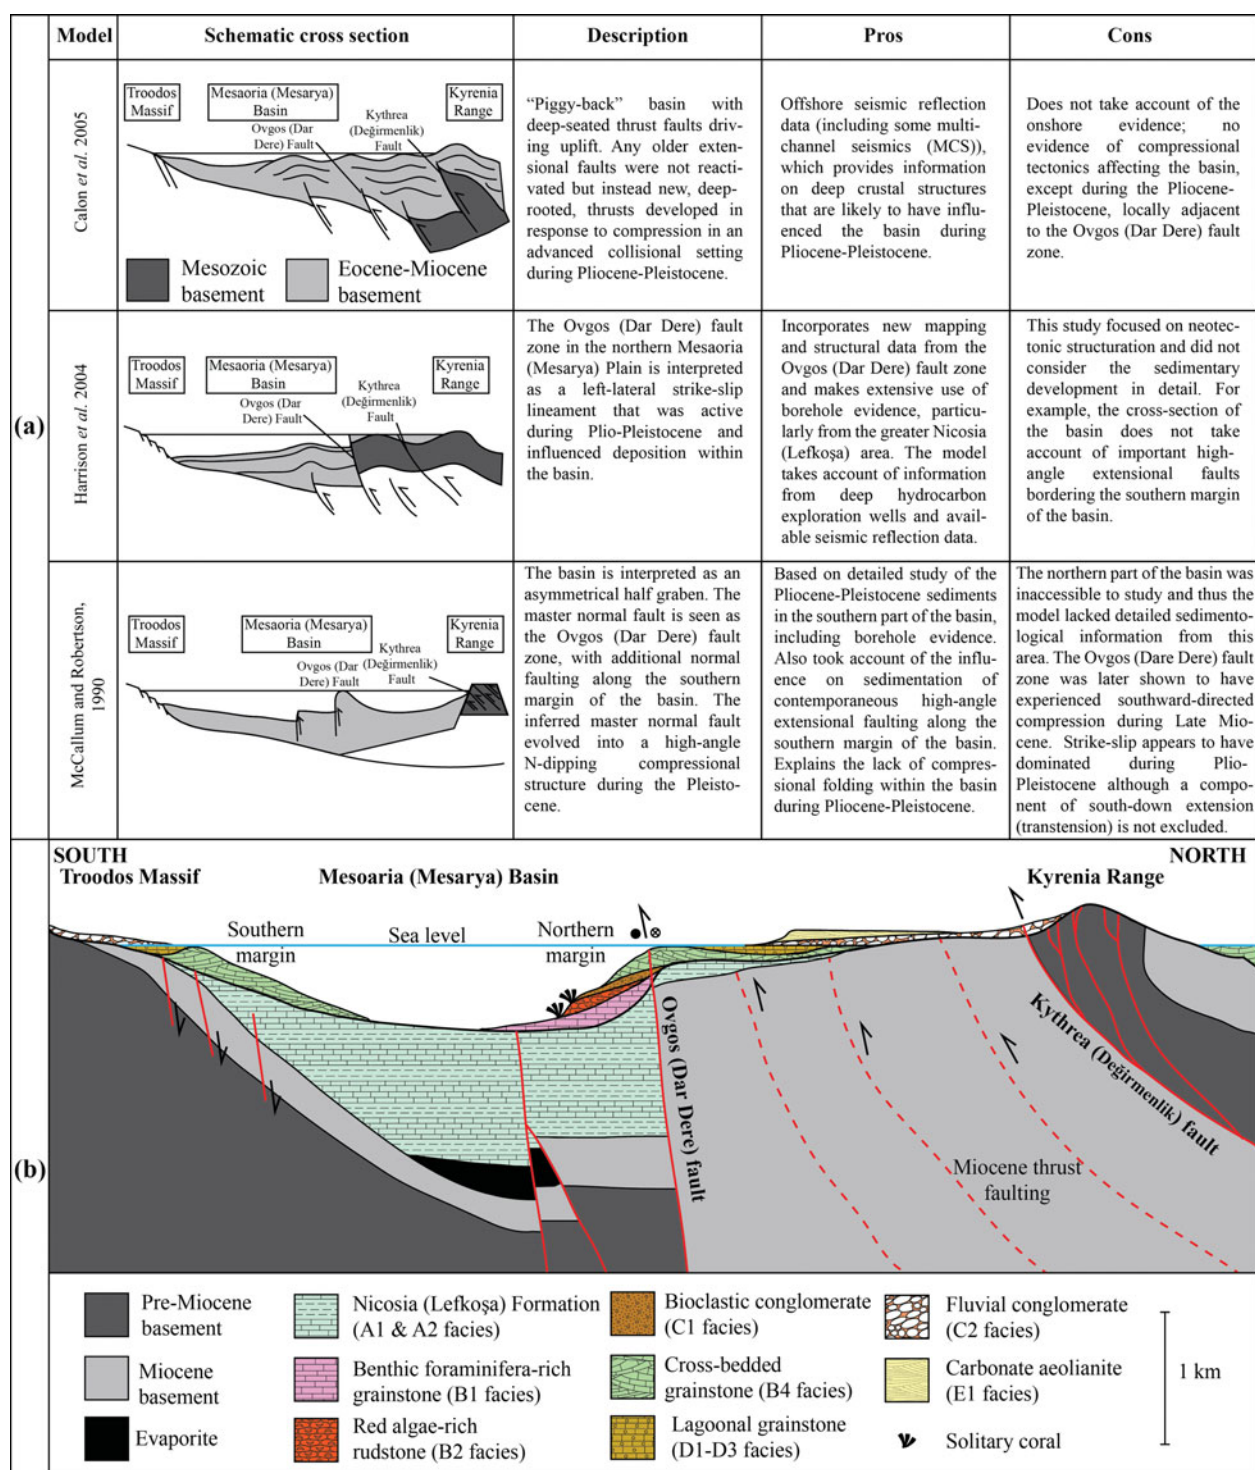 Model
Schematic cross section
Description
Pros
Cons
(a)
Calon et al. 2005
Troodos
Massif
Mesaoria (Mesarya)
Basin
Kyrenia
Range
Ovgos (Dar
Dere) Fault
Kythrea
(Değirmenlik)
Fault
Mesozoic
basement
Eocene-Miocene
basement
“Piggy-back” basin with
deep-seated thrust faults driv-
ing uplift. Any older exten-
sional faults were not reacti-
vated but instead new, deep-
rooted, thrusts developed in
response to compression in an
advanced collisional setting
during Pliocene-Pleistocene.
Offshore seismic reflection
data (including some multi-
channel seismics (MCS)),
which provides information
on deep crustal structures
that are likely to have influ-
enced the basin during
Pliocene-Pleistocene.
Does not take account of the
onshore evidence; no
evidence of compressional
tectonics affecting the basin,
except during the Pliocene-
Pleistocene, locally adjacent
to the Ovgos (Dar Dere) fault
zone.
Harrison et al. 2004
Troodos
Massif
Mesaoria (Mesarya)
Basin
Kyrenia
Range
Ovgos (Dar
Dere) Fault
Kythrea
(Değirmenlik)
Fault
The Ovgos (Dar Dere) fault
zone in the northern Mesaoria
(Mesarya) Plain is interpreted
as a left-lateral strike-slip
lineament that was active
during Plio-Pleistocene and
influenced deposition within
the basin.
Incorporates new mapping
and structural data from the
Ovgos (Dar Dere) fault zone
and makes extensive use of
borehole evidence, particu-
larly from the greater Nicosia
(Lefkoşa) area. The model
takes account of information
from deep hydrocarbon
exploration wells and avail-
able seismic reflection data.
This study focused on neotec-
tonic structuration and did not
consider the sedimentary
development in detail. For
example, the cross-section of
the basin does not take
account of important high-
angle extensional faults
bordering the southern margin
of the basin.
McCallum and Robertson,
1990
Troodos
Massif
Mesaoria (Mesarya)
Basin
Kyrenia
Range
Ovgos (Dar
Dere) Fault
Kythrea
(Değirmenlik)
Fault
The basin is interpreted as an
asymmetrical half graben. The
master normal fault is seen as
the Ovgos (Dar Dere) fault
zone, with additional normal
faulting along the southern
margin of the basin. The
inferred master normal fault
evolved into a high-angle
N-dipping compressional
structure during the Pleisto-
cene.
Based on detailed study of the
Pliocene-Pleistocene sediments
in the southern part of the basin,
including borehole evidence.
Also took account of the influ-
ence on sedimentation of
contemporaneous high-angle
extensional faulting along the
southern margin of the basin.
Explains the lack of compres-
sional folding within the basin
during Pliocene-Pleistocene.
The northern part of the basin was
inaccessible to study and thus the
model lacked detailed sedimento-
logical information from this
area. The Ovgos (Dare Dere) fault
zone was later shown to have
experienced southward-directed
compression during Late Mio-
cene. Strike-slip appears to have
dominated during Plio-
Pleistocene although a compo-
nent of south-down extension
(transtension) is not excluded.
(b)
SOUTH
NORTH
Troodos Massif
Mesoaria (Mesarya) Basin
Kyrenia Range
Southern
margin
Sea level
Northern
margin
Ovgos (Dar Dere) fault
Kythrea (Değirmenlik) fault
Miocene thrust
faulting
Pre-Miocene
basement
Miocene
basement
Evaporite
Nicosia (Lefkoşa) Formation
(A1 & A2 facies)
Benthic foraminifera-rich
grainstone (B1 facies)
Red algae-rich
rudstone (B2 facies)
Bioclastic conglomerate
(C1 facies)
Cross-bedded
grainstone (B4 facies)
Lagoonal grainstone
(D1-D3 facies)
Fluvial conglomerate
(C2 facies)
Carbonate aeolianite
(E1 facies)
Solitary coral
1 km